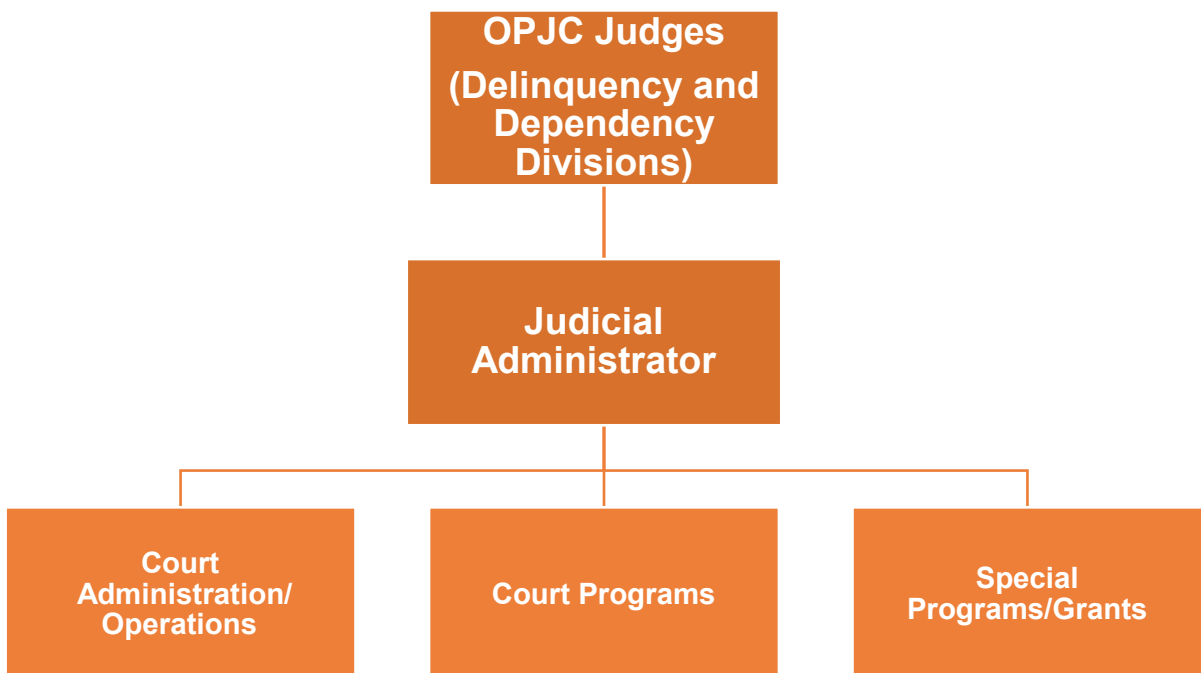 OPJC Judges
(Delinquency and
Dependency
Divisions)
Judicial
Administrator
Court
Administration/
Operations
Court Programs
Special
Programs/Grants